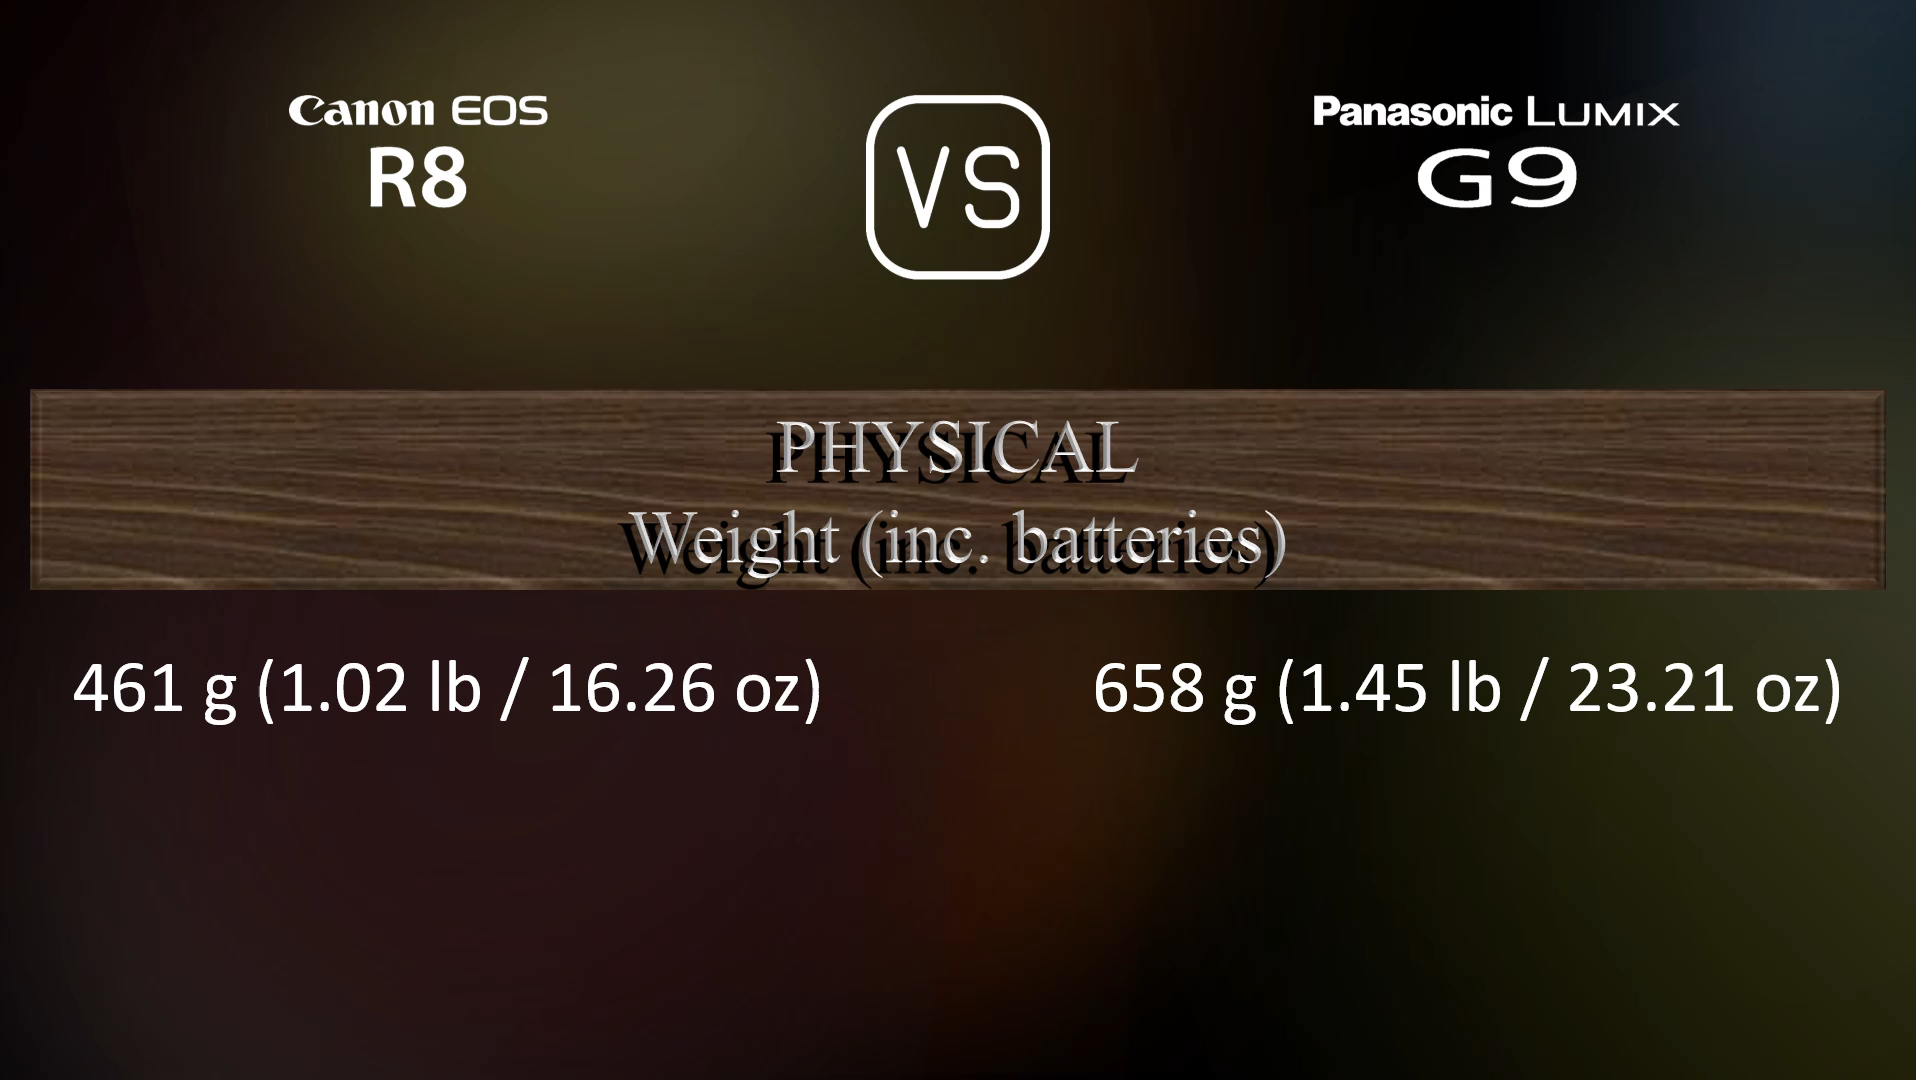 Canon EOS
R8
VS
Panasonic LUMIX
G9
PHYSICAL
Weight (inc. batteries)
461 g (1.02 lb / 16.26 oz)
658 g (1.45 lb / 23.21 oz)